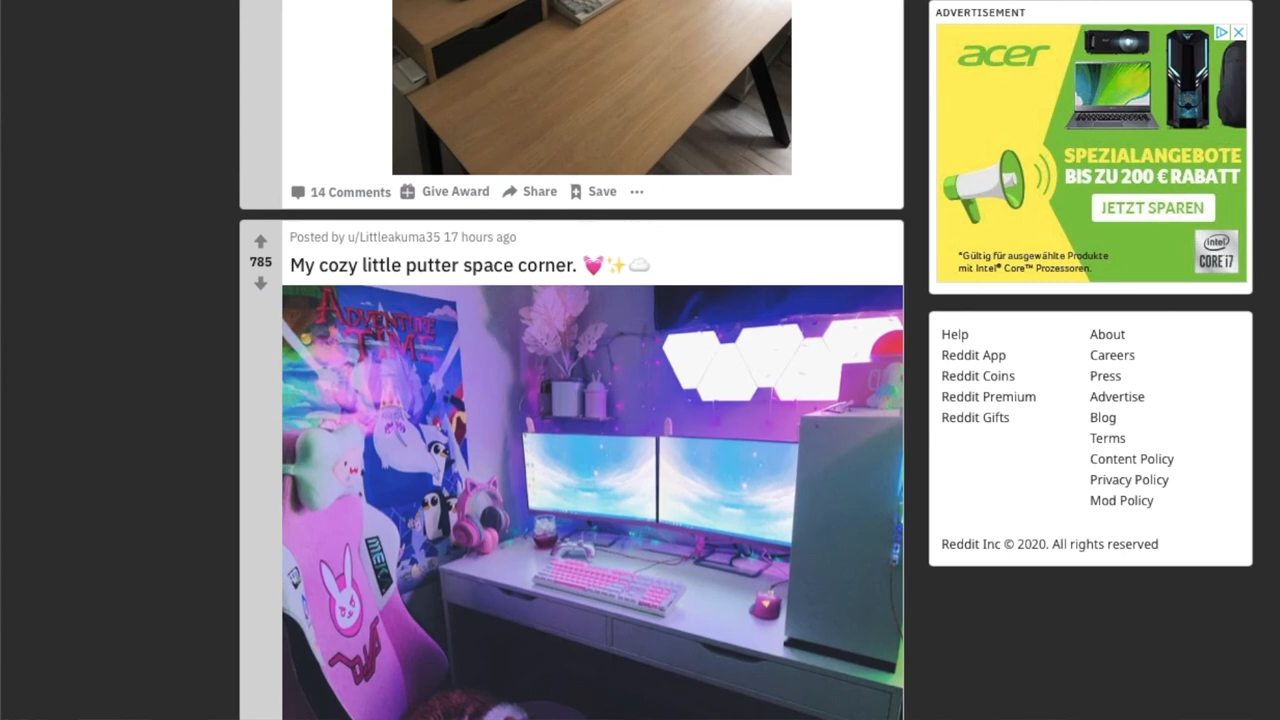 14 Comments Give Award Share Save
785
Posted by u/Littleakuma35 17 hours ago
My cozy little putter space corner. 💓✨☁️
ADVENTURE
TIME
MEKA
ADVERTISEMENT
acer
SPEZIALANGEBOTE
BIS ZU 200 € RABATT
JETZT SPAREN
*Gültig für ausgewählte Produkte
mit Intel® Core™ Prozessoren.
intel
CORE i7
Help
Reddit App
Reddit Coins
Reddit Premium
Reddit Gifts
About
Careers
Press
Advertise
Blog
Terms
Content Policy
Privacy Policy
Mod Policy
Reddit Inc © 2020. All rights reserved